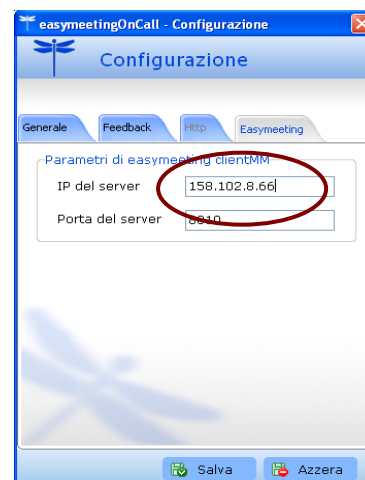 easymeetingOnCall - Configurazione
Configurazione
Generale Feedback Http Easymeeting
Parametri di easymeeting clientMM
IP del server 158.102.8.66
Porta del server 8010
Salva Azzera